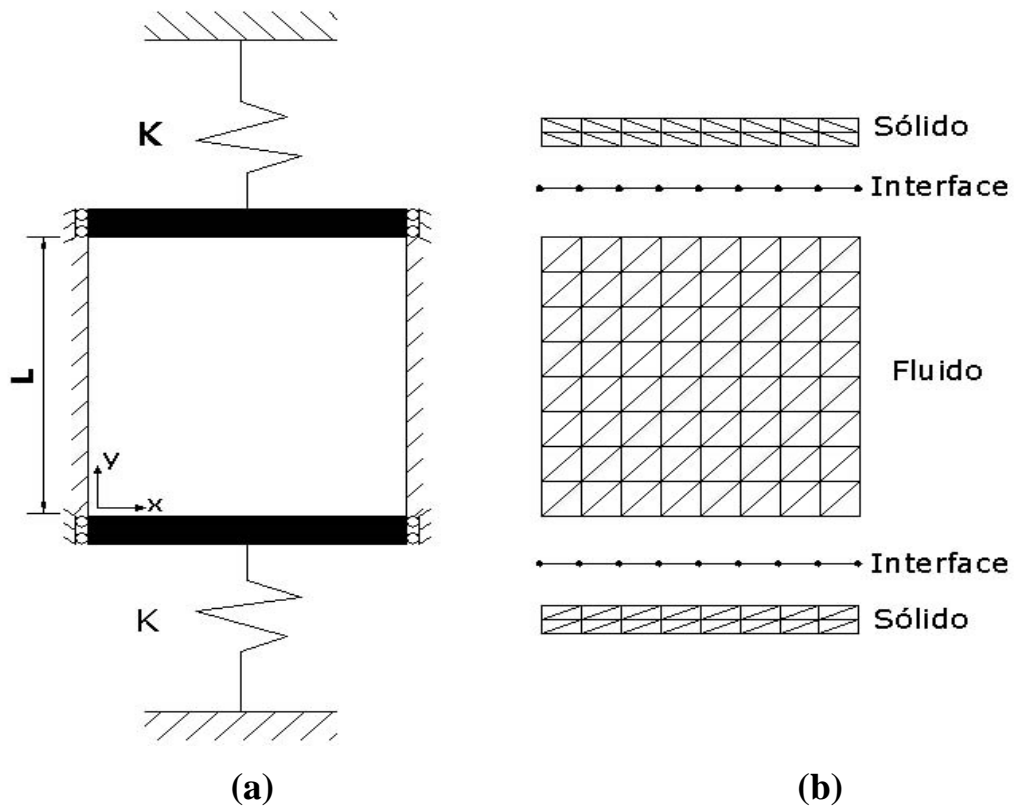 K
L
y
x
K
(a)
Sólido
Interface
Fluido
Interface
Sólido
(b)